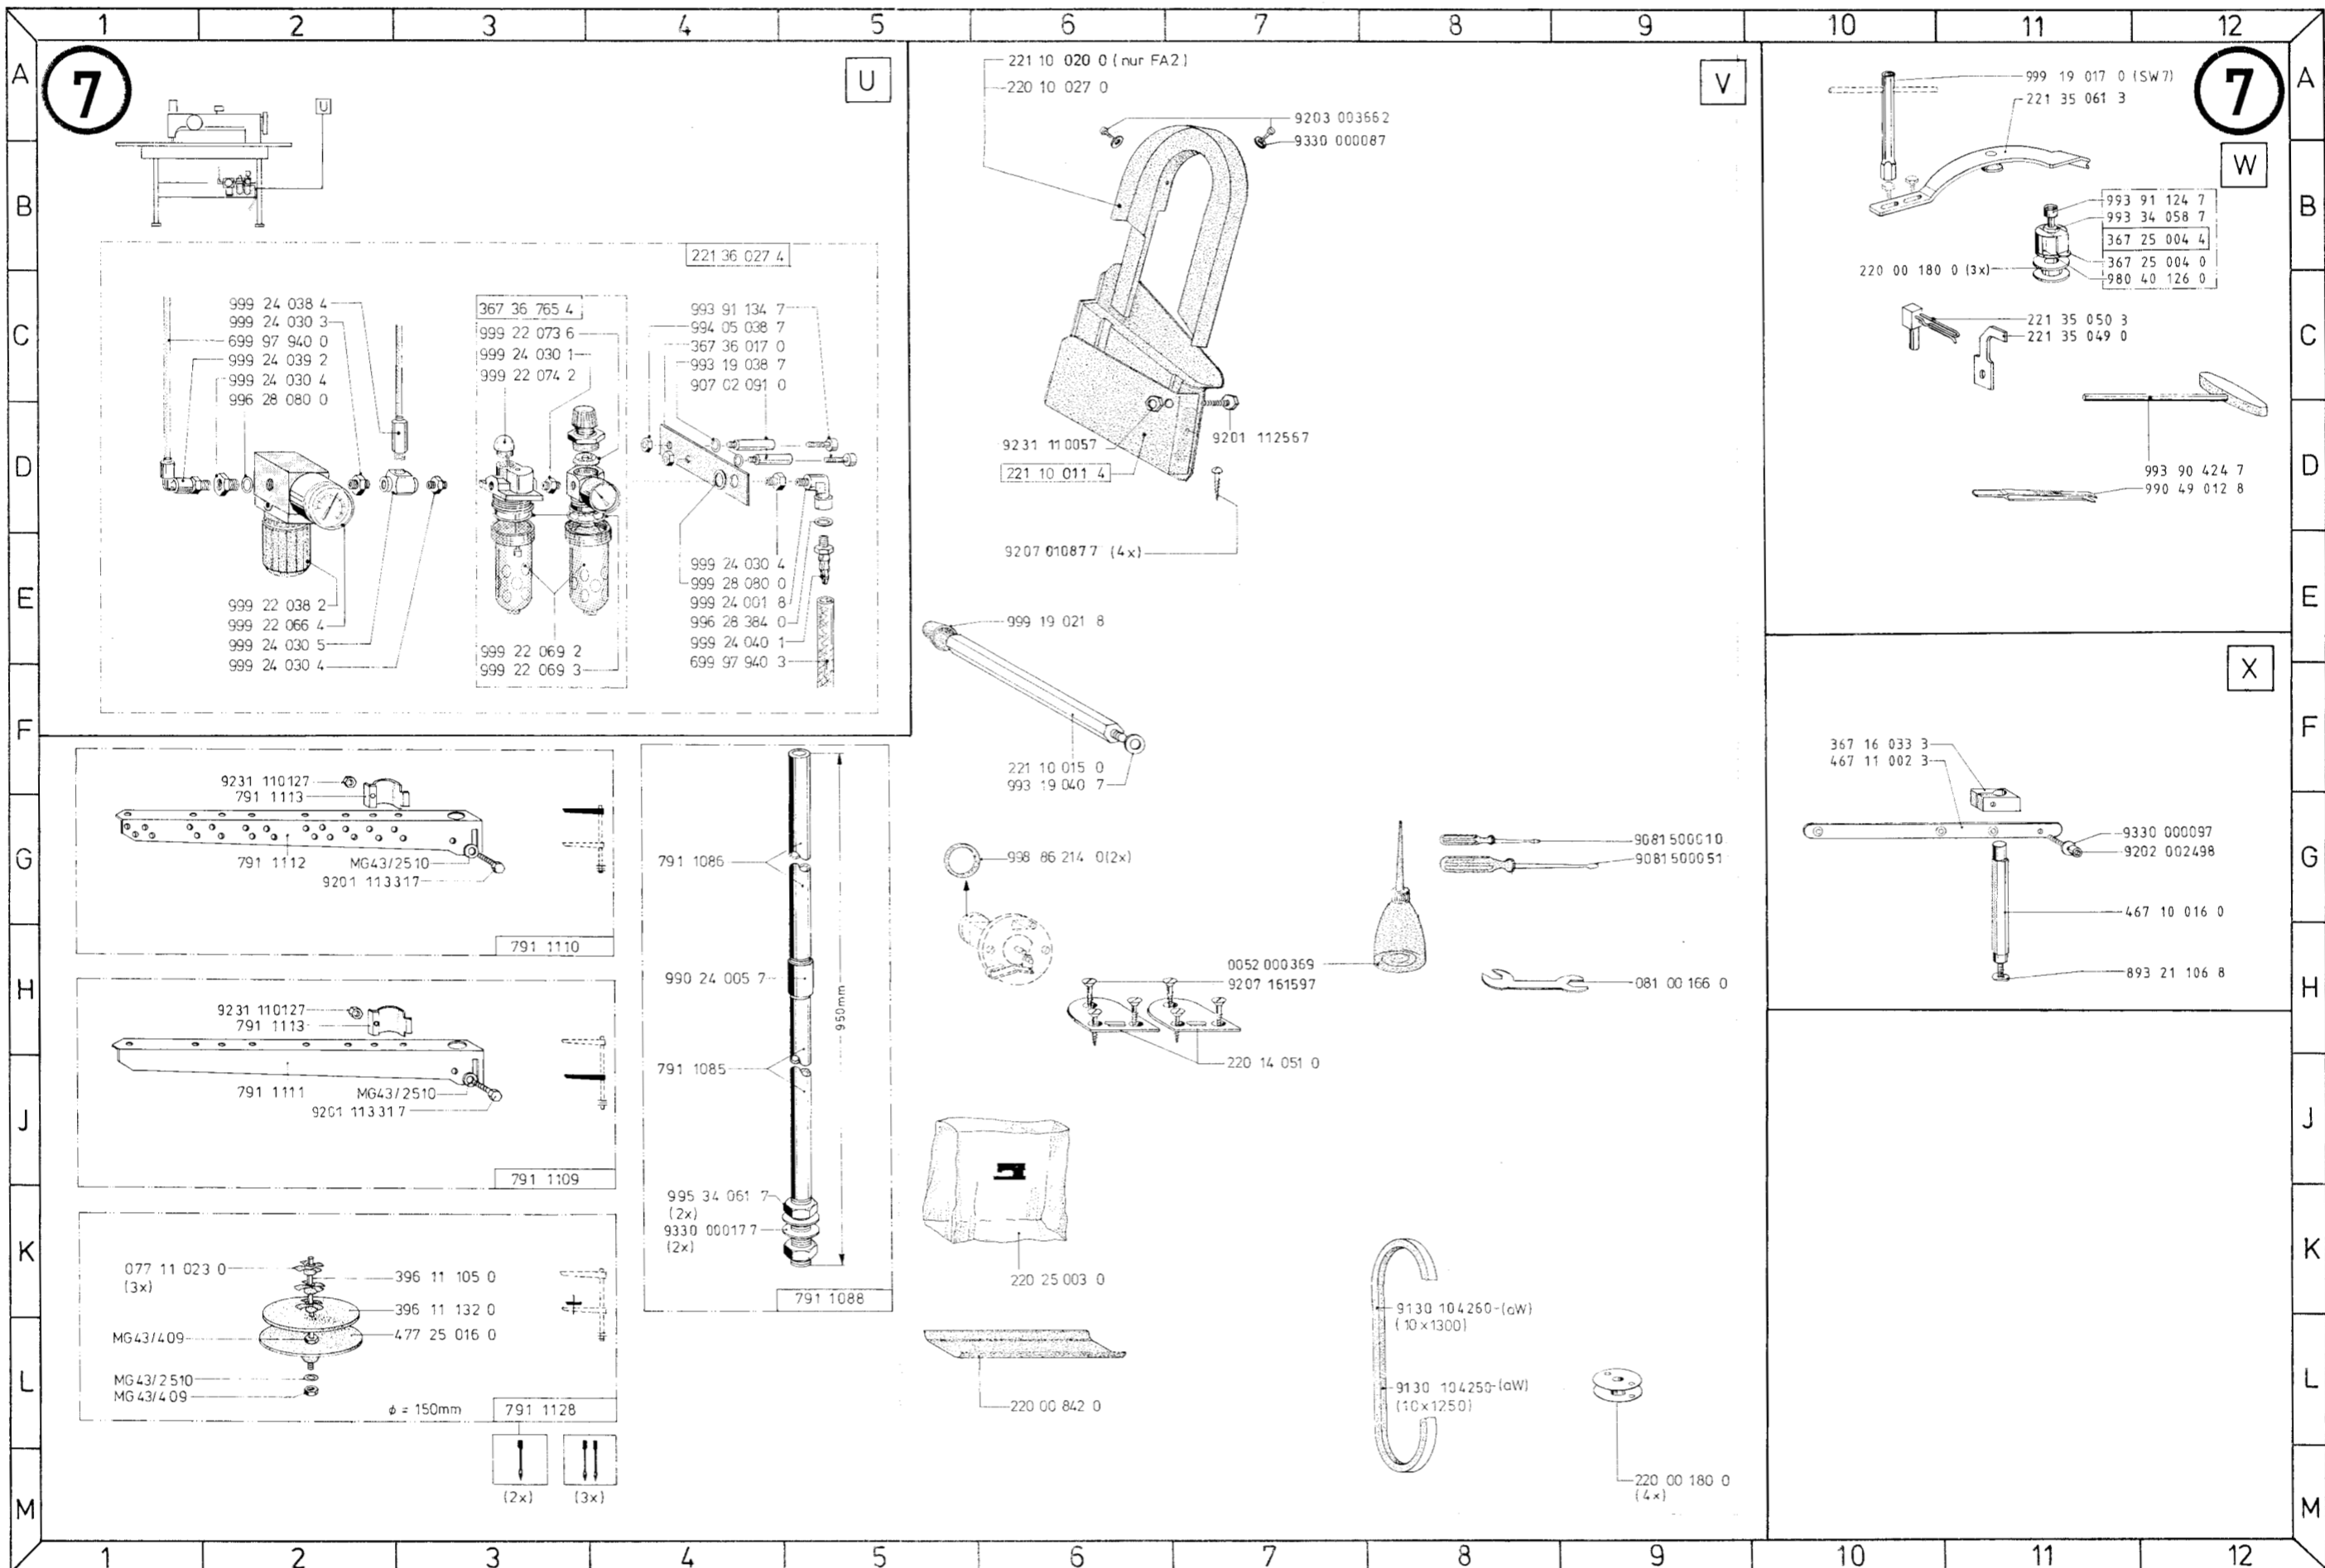 1 2 3 4 5 6 7 8 9 10 11 12
A
B
C
D
E
F
G
H
J
K
L
M
7
U
U
221 36 027 4
999 24 038 4
999 24 030 3
699 97 940 0
999 24 039 2
999 24 030 4
996 28 080 0
999 22 038 2
999 22 066 4
999 24 030 5
999 24 030 4
367 36 765 4
999 22 073 6
999 24 030 1
999 22 074 2
999 22 069 2
999 22 069 3
993 91 134 7
994 05 038 7
367 36 017 0
993 19 038 7
907 02 091 0
999 24 030 4
999 28 080 0
999 24 001 8
996 28 384 0
999 24 040 1
699 97 940 3
9231 110127
791 1113
791 1112
MG43/2510
9201 113317
791 1110
9231 110127
791 1113
791 1111
MG43/2510
9201 113317
791 1109
077 11 023 0
(3x)
396 11 105 0
396 11 132 0
477 25 016 0
MG43/409
MG43/2510
MG43/409
ϕ = 150mm
791 1128
(2x)
(3x)
791 1086
990 24 005 7
950mm
791 1085
995 34 061 7
(2x)
9330 000177
(2x)
791 1088
V
221 10 020 0 (nur FA2)
220 10 027 0
9203 003662
9330 000087
9231 110057
221 10 011 4
9201 112567
9207 010877 (4x)
999 19 021 8
221 10 015 0
993 19 040 7
998 86 214 0(2x)
9081 500010
9081 500051
0052 000369
9207 161597
081 00 166 0
220 14 051 0
220 25 003 0
220 00 842 0
9130 104260-(aW)
(10x1300)
9130 104250-(aW)
(10x1250)
220 00 180 0
(4x)
7
W
999 19 017 0 (SW7)
221 35 061 3
993 91 124 7
993 34 058 7
367 25 004 4
367 25 004 0
980 40 126 0
220 00 180 0 (3x)
221 35 050 3
221 35 049 0
993 90 424 7
990 49 012 8
X
367 16 033 3
467 11 002 3
9330 000097
9202 002498
467 10 016 0
893 21 106 8
A
B
C
D
E
F
G
H
J
K
L
M
1 2 3 4 5 6 7 8 9 10 11 12